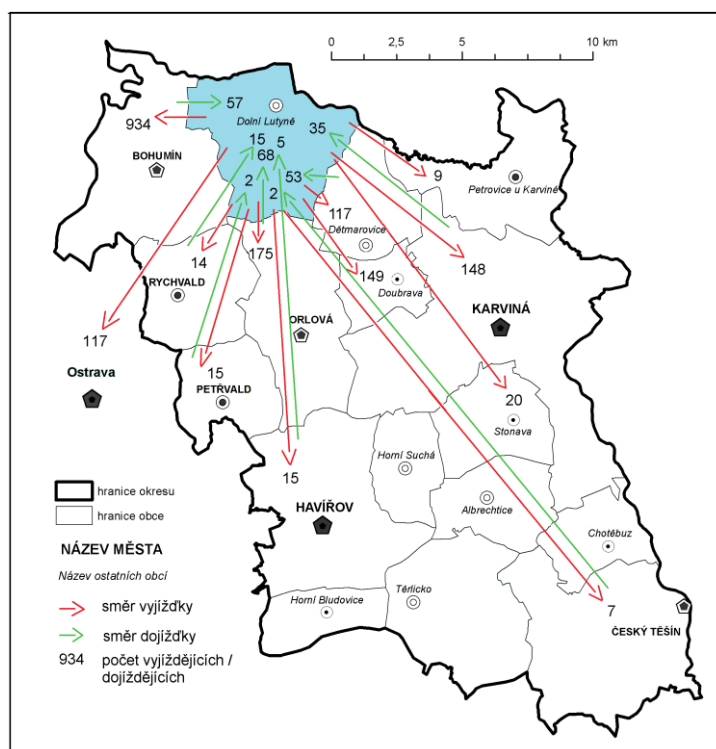 0 2,5 5 10 km
57
934
Dolní Lutyně
35
15 5
68
BOHUMÍN
2 2 53
9
Petrovice u Karviné
117
Dětmarovice
14
175
149
148
Doubrava
RYCHVALD
KARVINÁ
ORLOVÁ
117
Ostrava
15
PETŘVALD
20
Stonava
15
Horní Suchá
HAVÍŘOV
Albrechtice
Chotěbuz
Horní Bludovice
Těrlicko
7
ČESKÝ TĚŠÍN
hranice okresu
hranice obce
NÁZEV MĚSTA
Název ostatních obcí
směr vyjížďky
směr dojížďky
934 počet vyjíždějících /
dojíždějících